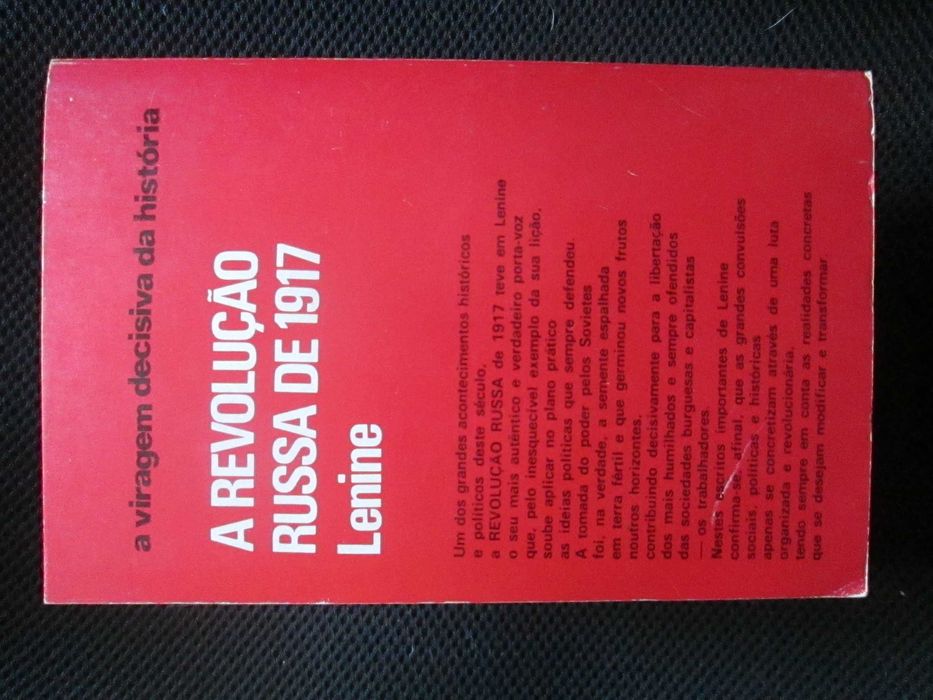 a viragem decisiva da história
A REVOLUÇÃO
RUSSA DE 1917
Lenine
Um dos grandes acontecimentos históricos
e políticos deste século,
a REVOLUÇÃO RUSSA de 1917 teve em Lenine
o seu mais autêntico e verdadeiro porta-voz
que, pelo inesquecível exemplo da sua lição,
soube aplicar no plano prático
as ideias políticas que sempre defendeu.
A tomada do poder pelos Sovietes
foi, na verdade, a semente espalhada
em terra fértil e que germinou novos frutos
noutros horizontes,
contribuindo decisivamente para a libertação
dos mais humilhados e sempre ofendidos
das sociedades burguesas e capitalistas
— os trabalhadores.
Nestes escritos importantes de Lenine
confirma-se, afinal, que as grandes convulsões
sociais, políticas e históricas
apenas se concretizam através de uma luta
organizada e revolucionária,
tendo sempre em conta as realidades concretas
que se desejam modificar e transformar